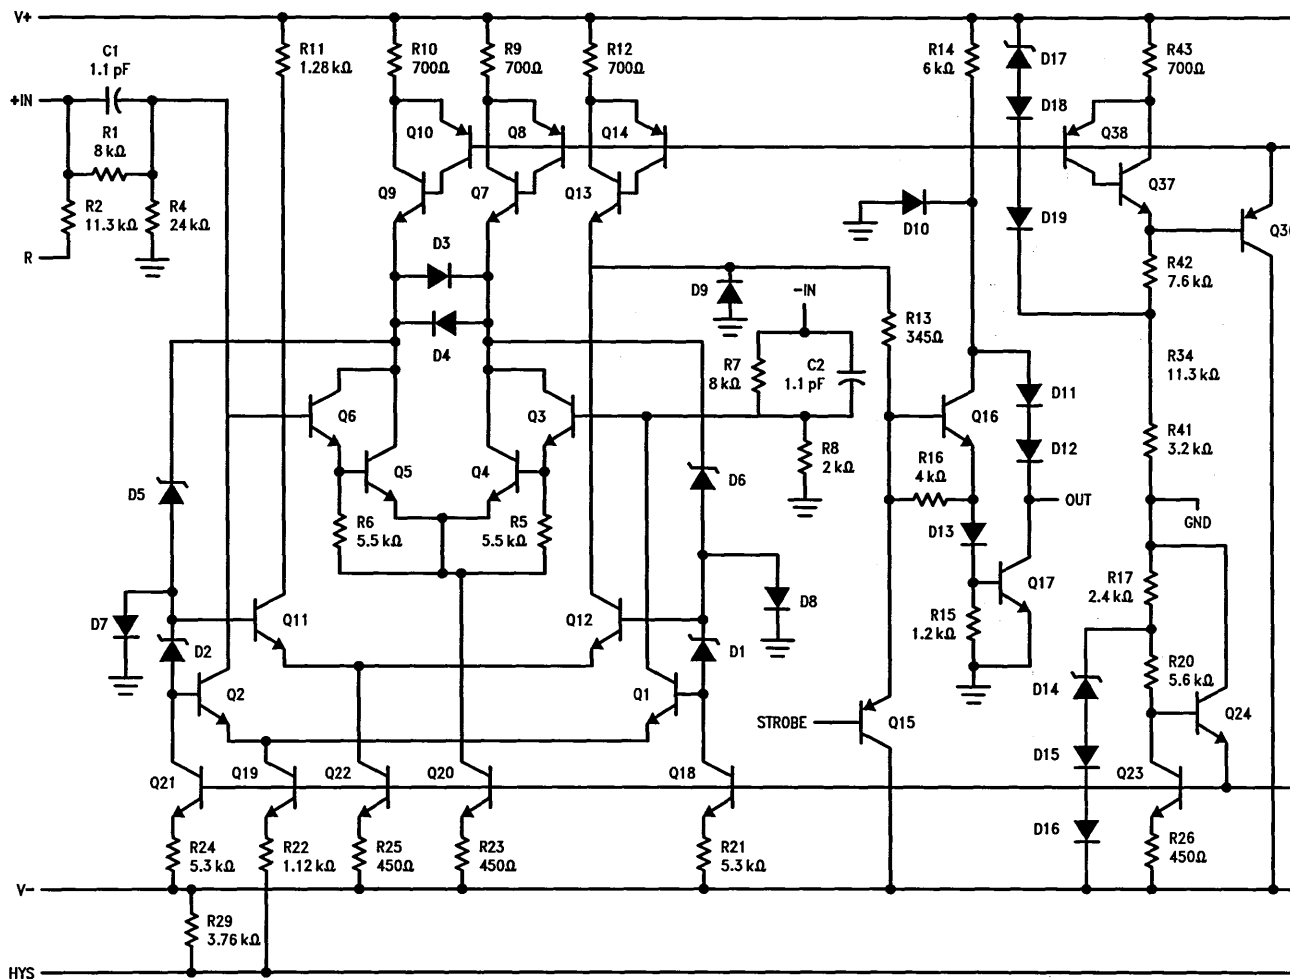 V+
C1
1.1 pF
+IN
R1
8 kΩ
R2
11.3 kΩ
R4
24 kΩ
R
R11
1.28 kΩ
R10
700Ω
R9
700Ω
R12
700Ω
R14
6 kΩ
D17
R43
700Ω
D18
Q10
Q8
Q14
Q38
Q9
Q7
Q13
Q37
D10
D19
D3
D9
-IN
R42
7.6 kΩ
D4
R13
345Ω
R7
8 kΩ
C2
1.1 pF
R34
11.3 kΩ
D11
Q6
Q3
Q16
R8
2 kΩ
D12
R41
3.2 kΩ
Q5
Q4
R16
4 kΩ
D5
D6
OUT
GND
R6
5.5 kΩ
R5
5.5 kΩ
D13
Q17
R17
2.4 kΩ
D7
D2
Q11
Q12
D8
D1
R15
1.2 kΩ
R20
5.6 kΩ
D14
Q2
Q1
STROBE
Q15
Q24
D15
Q21
Q19
Q22
Q20
Q18
Q23
D16
R24
5.3 kΩ
R22
1.12 kΩ
R25
450Ω
R23
450Ω
R21
5.3 kΩ
R26
450Ω
V-
R29
3.76 kΩ
HYS